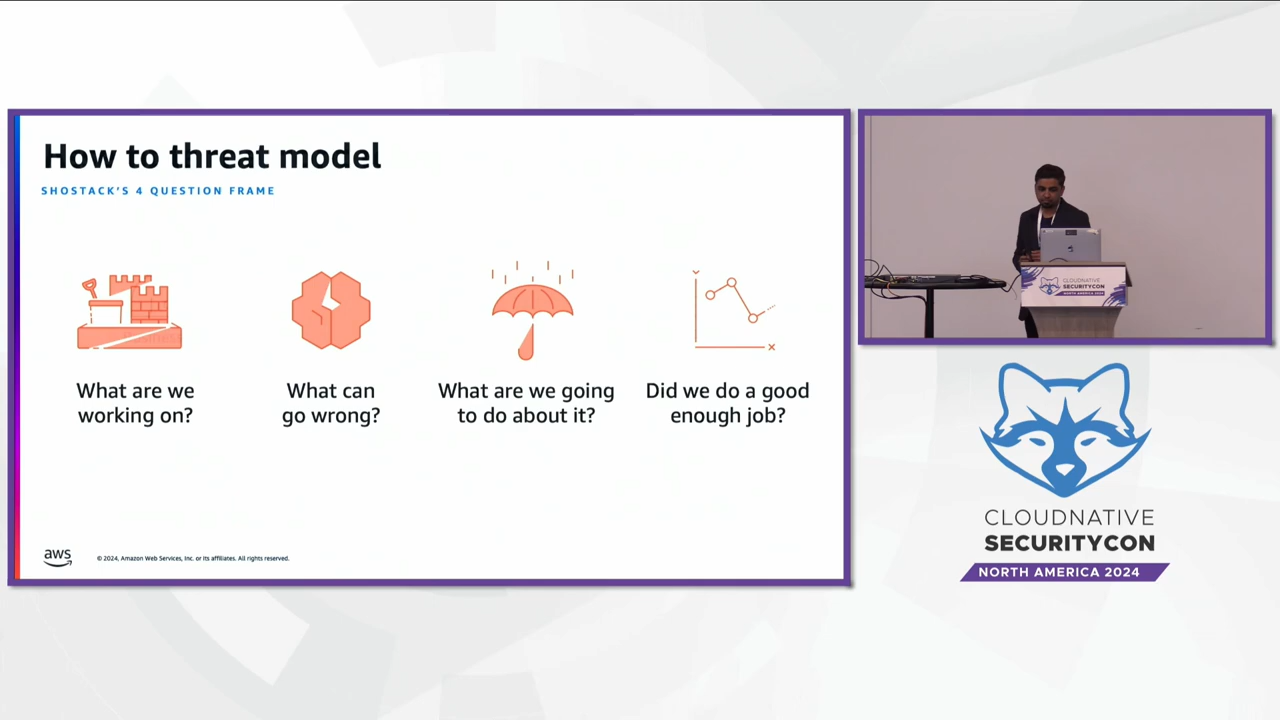 How to threat model
SHOSTACK'S 4 QUESTION FRAME
What are we
working on?
What can
go wrong?
What are we going
to do about it?
Did we do a good
enough job?
aws
© 2024, Amazon Web Services, Inc. or its affiliates. All rights reserved.
CLOUDNATIVE
SECURITYCON
CLOUDNATIVE
SECURITYCON
NORTH AMERICA 2024